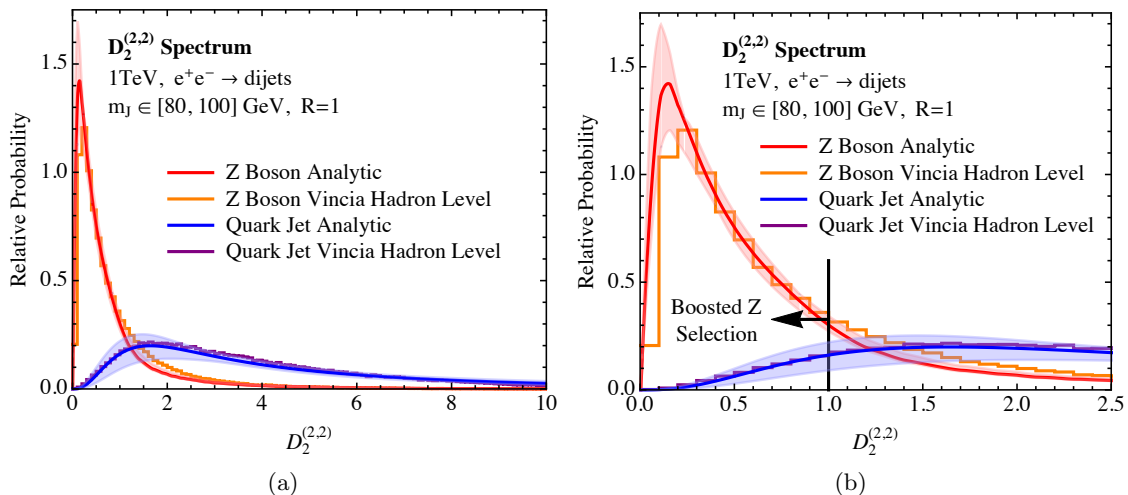 D₂^(2,2) Spectrum
1TeV, e⁺e⁻ → dijets
m_J ∈ [80, 100] GeV, R=1
Z Boson Analytic
Z Boson Vincia Hadron Level
Quark Jet Analytic
Quark Jet Vincia Hadron Level
Relative Probability
1.5
1.0
0.5
0.0
0
2
4
6
8
10
D₂^(2,2)
(a)
D₂^(2,2) Spectrum
1TeV, e⁺e⁻ → dijets
m_J ∈ [80, 100] GeV, R=1
Z Boson Analytic
Z Boson Vincia Hadron Level
Quark Jet Analytic
Quark Jet Vincia Hadron Level
Boosted Z
Selection
Relative Probability
1.5
1.0
0.5
0.0
0.0
0.5
1.0
1.5
2.0
2.5
D₂^(2,2)
(b)